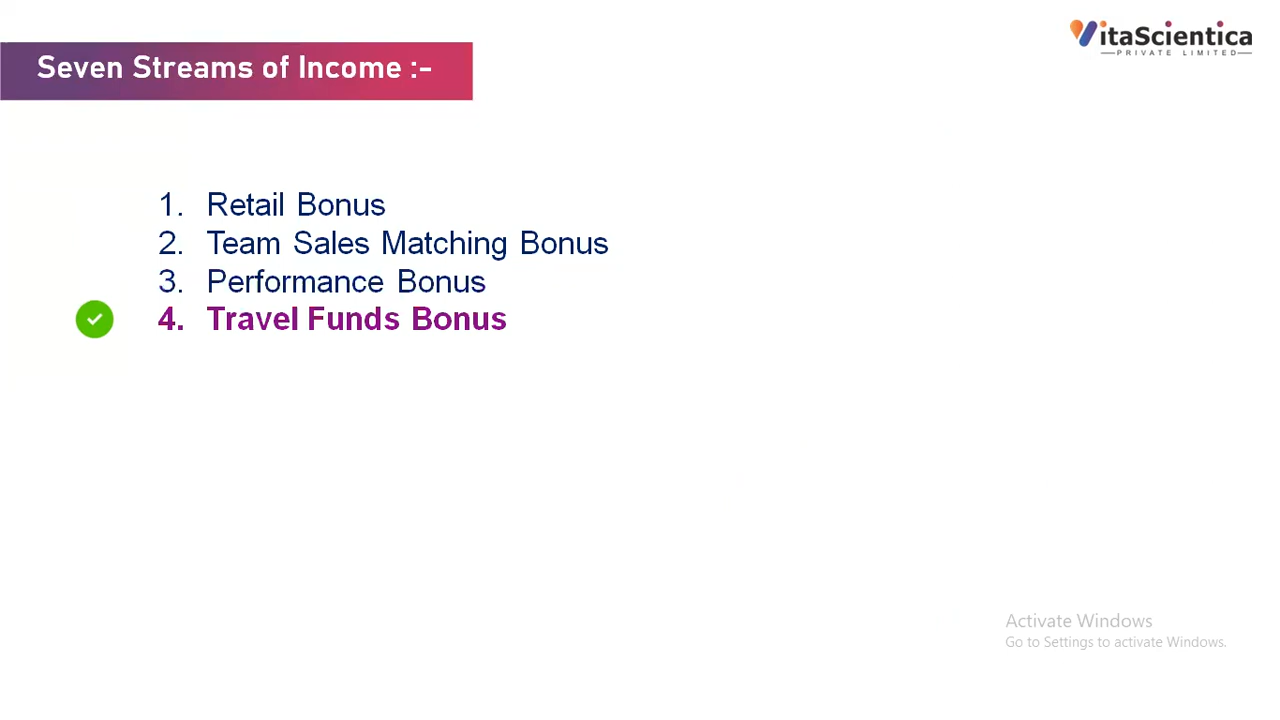 VitaScientica
PRIVATE LIMITED
Seven Streams of Income :-
1. Retail Bonus
2. Team Sales Matching Bonus
3. Performance Bonus
4. Travel Funds Bonus
Activate Windows
Go to Settings to activate Windows.